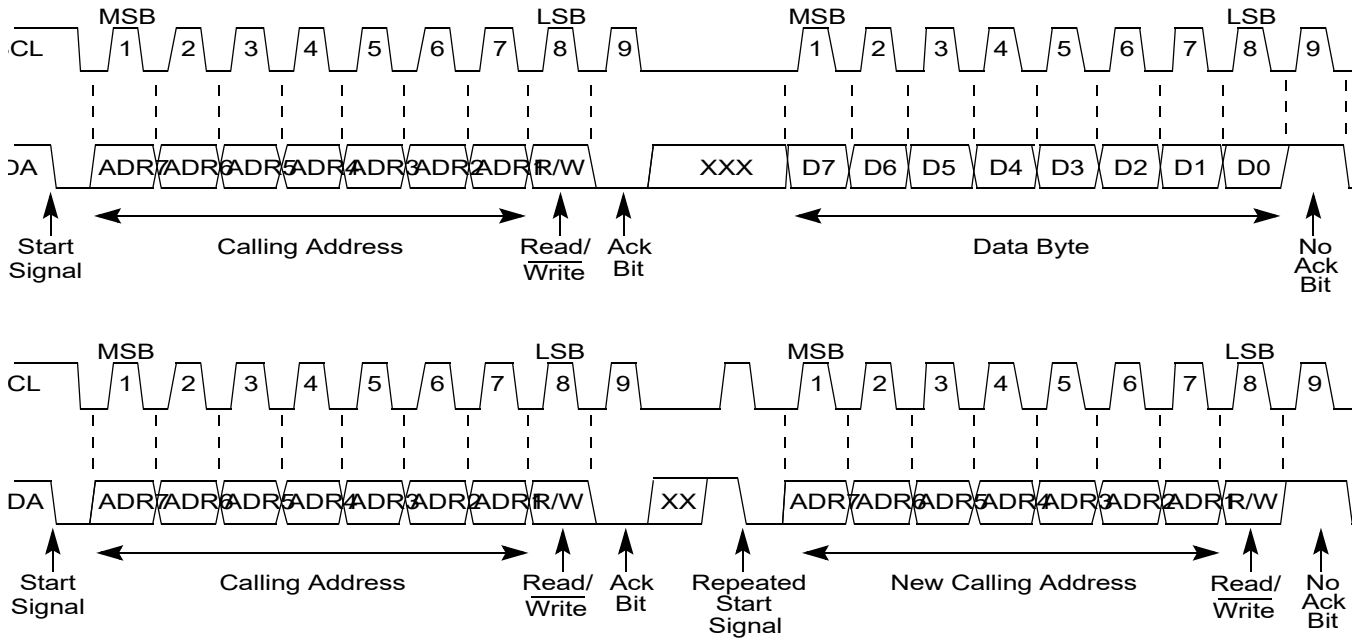 MSB LSB MSB LSB
CL 1 2 3 4 5 6 7 8 9 1 2 3 4 5 6 7 8 9
DA ADR7 ADR6 ADR5 ADR4 ADR3 ADR2 ADR1 R/W XXX D7 D6 D5 D4 D3 D2 D1 D0
Start Signal
Calling Address
Read/Write
Ack Bit
Data Byte
No Ack Bit
MSB LSB MSB LSB
CL 1 2 3 4 5 6 7 8 9 1 2 3 4 5 6 7 8 9
DA ADR7 ADR6 ADR5 ADR4 ADR3 ADR2 ADR1 R/W XX ADR7 ADR6 ADR5 ADR4 ADR3 ADR2 ADR1 R/W
Start Signal
Calling Address
Read/Write
Ack Bit
Repeated Start Signal
New Calling Address
Read/Write
No Ack Bit